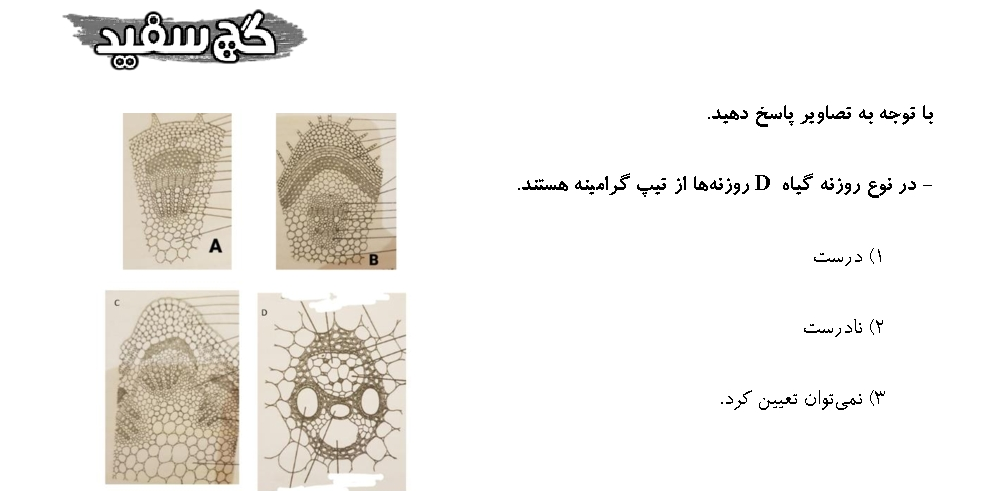 گچ سفید
با توجه به تصاویر پاسخ دهید.
- در نوع روزنه گیاه D روزنه‌ها از تیپ گرامینه هستند.
۱) درست
۲) نادرست
۳) نمی‌توان تعیین کرد.
A
B
C
D